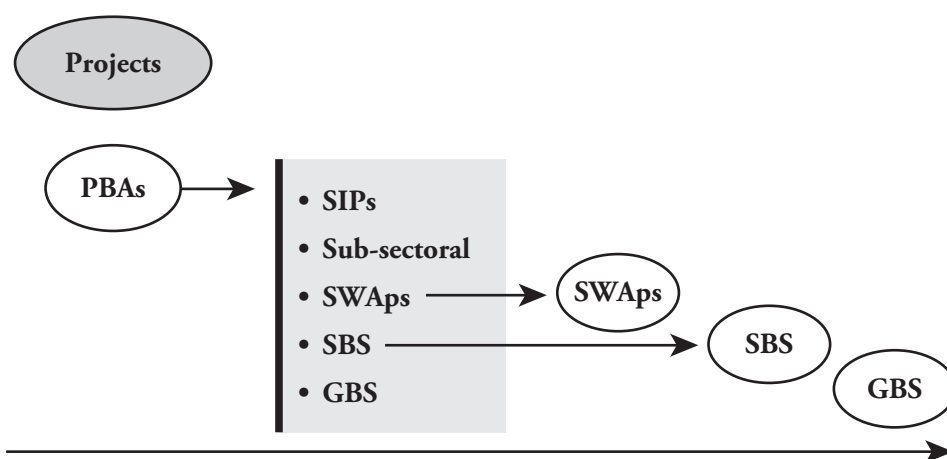 Projects
PBAs
• SIPs
• Sub-sectoral
• SWAps
• SBS
• GBS
SWAps
SBS
GBS